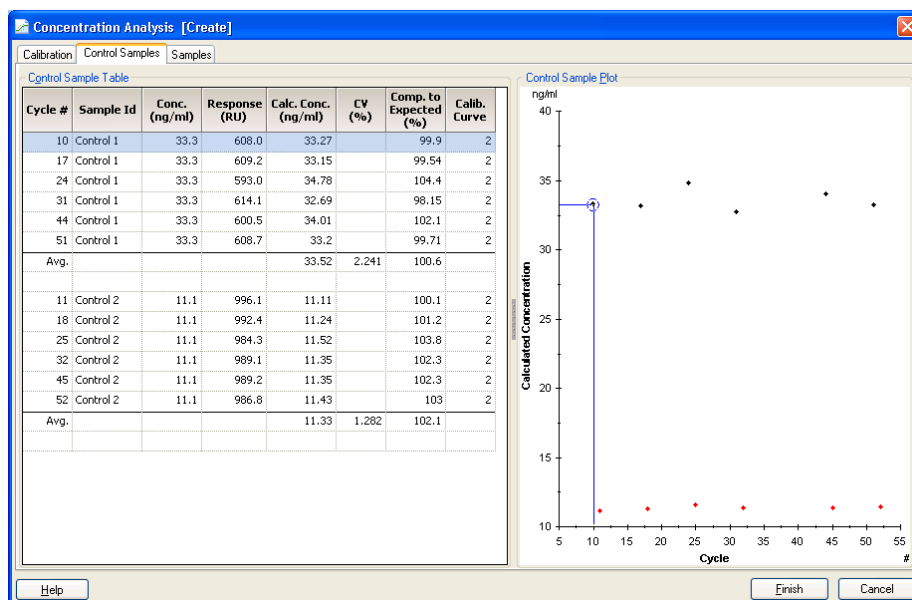 Concentration Analysis [Create]
Calibration Control Samples Samples
Control Sample Table
Cycle # Sample Id Conc. (ng/ml) Response (RU) Calc. Conc. (ng/ml) CV (%) Comp. to Expected (%) Calib. Curve
10 Control 1 33.3 608.0 33.27 99.9 2
17 Control 1 33.3 609.2 33.15 99.54 2
24 Control 1 33.3 593.0 34.78 104.4 2
31 Control 1 33.3 614.1 32.69 98.15 2
44 Control 1 33.3 600.5 34.01 102.1 2
51 Control 1 33.3 608.7 33.2 99.71 2
Avg. 33.52 2.241 100.6
11 Control 2 11.1 996.1 11.11 100.1 2
18 Control 2 11.1 992.4 11.24 101.2 2
25 Control 2 11.1 984.3 11.52 103.8 2
32 Control 2 11.1 989.1 11.35 102.3 2
45 Control 2 11.1 989.2 11.35 102.3 2
52 Control 2 11.1 986.8 11.43 103 2
Avg. 11.33 1.282 102.1
Control Sample Plot
ng/ml
40
35
30
25
20
15
10
Calculated Concentration
5 10 15 20 25 30 35 40 45 50 55
Cycle #
Help Finish Cancel